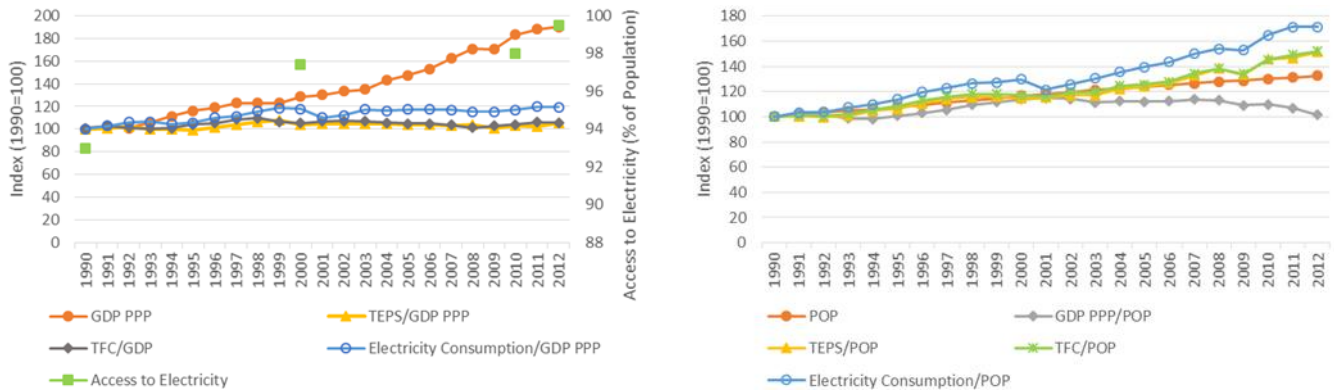 200
180
160
140
120
100
80
60
40
20
0
Index (1990=100)
100
98
96
94
92
90
88
Access to Electricity (% of Population)
1990 1991 1992 1993 1994 1995 1996 1997 1998 1999 2000 2001 2002 2003 2004 2005 2006 2007 2008 2009 2010 2011 2012
GDP PPP TEPS/GDP PPP
TFC/GDP Electricity Consumption/GDP PPP
Access to Electricity
180
160
140
120
100
80
60
40
20
0
Index (1990=100)
1990 1991 1992 1993 1994 1995 1996 1997 1998 1999 2000 2001 2002 2003 2004 2005 2006 2007 2008 2009 2010 2011 2012
POP GDP PPP/POP
TEPS/POP TFC/POP
Electricity Consumption/POP